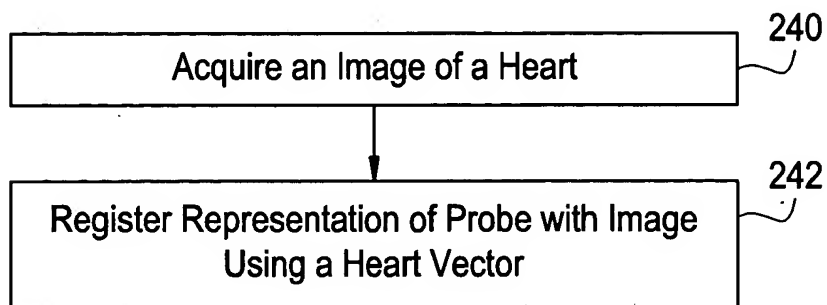 240
Acquire an Image of a Heart
242
Register Representation of Probe with Image
Using a Heart Vector